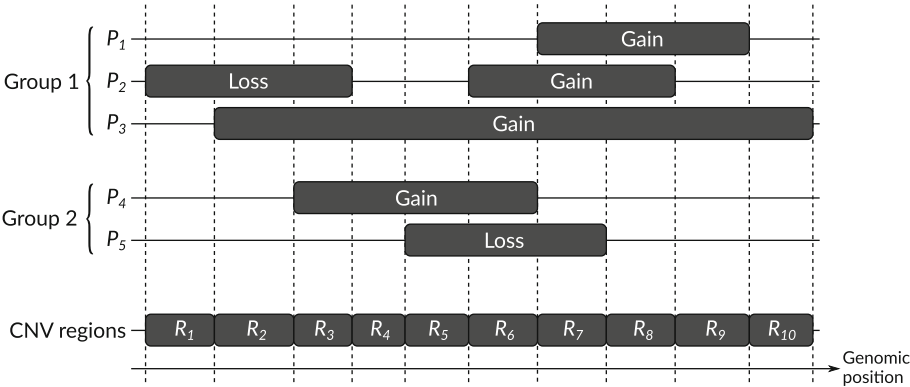 P1 Gain
Group 1 P2 Loss Gain
P3 Gain
P4 Gain
Group 2
P5 Loss
CNV regions R1 R2 R3 R4 R5 R6 R7 R8 R9 R10
Genomic
position